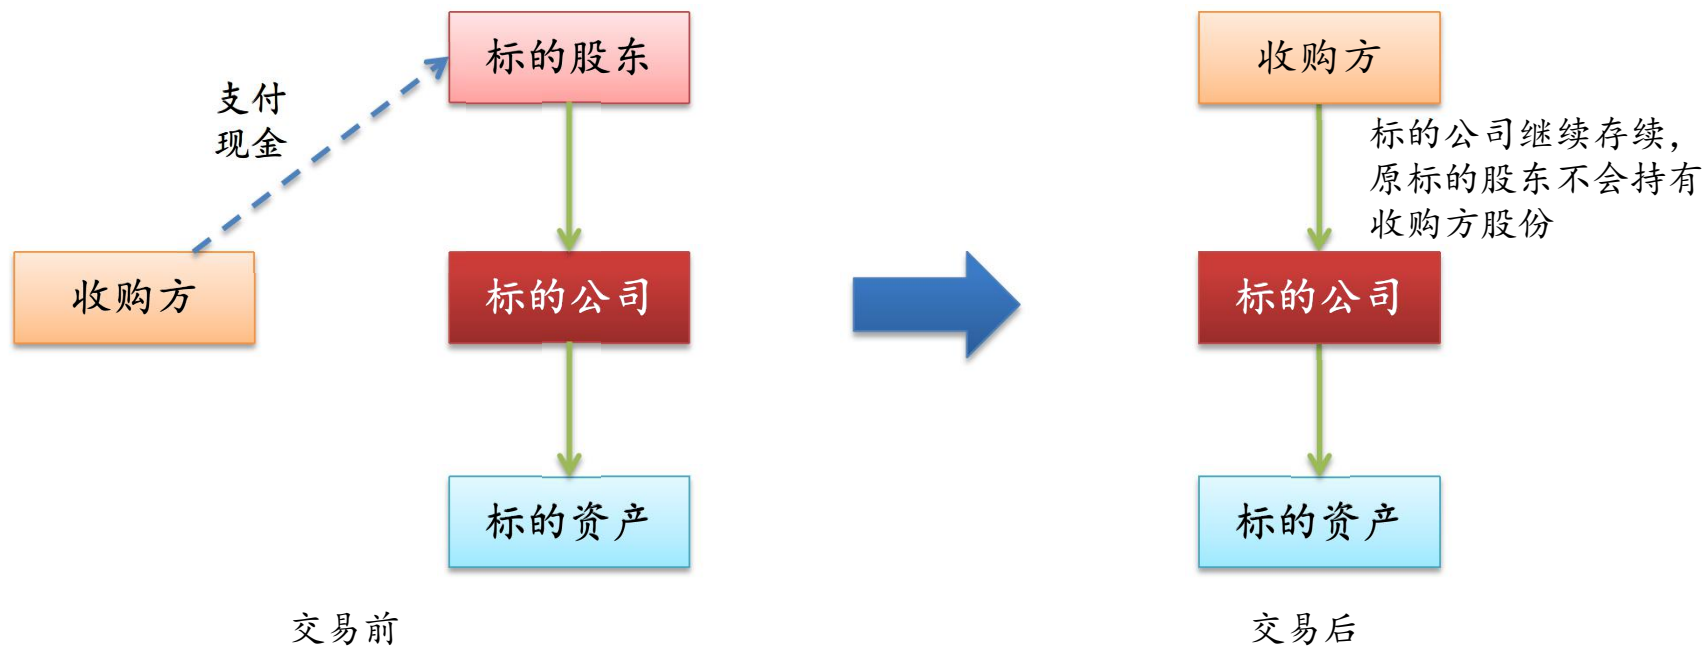 标的股东
支付
现金
收购方
标的公司
标的资产
交易前
收购方
标的公司继续存续，
原标的股东不会持有
收购方股份
标的公司
标的资产
交易后